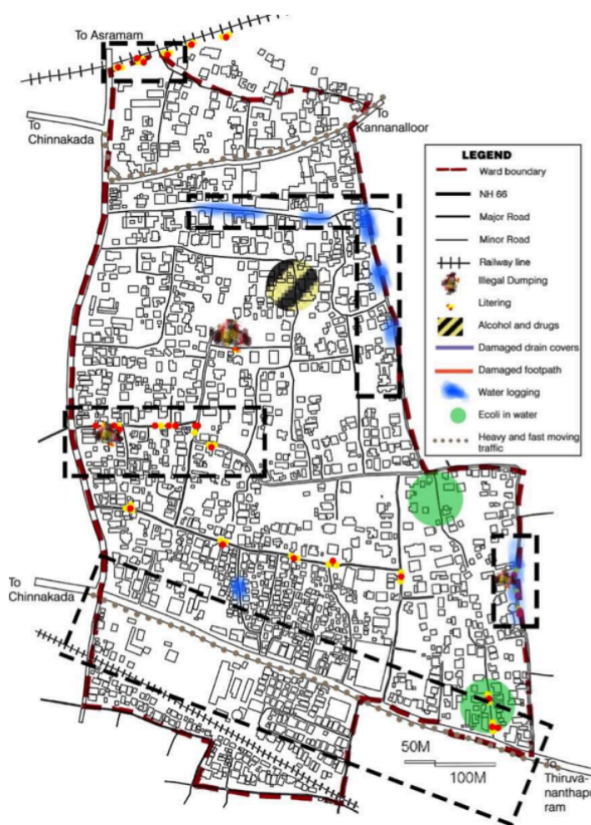 To Asramam
To
Chinnakada
To
Kannanalloor
LEGEND
Ward boundary
NH 66
Major Road
Minor Road
Railway line
Illegal Dumping
Litering
Alcohol and drugs
Damaged drain covers
Damaged footpath
Water logging
Ecoli in water
Heavy and fast moving
traffic
To
Chinnakada
50M
100M
To
Thiruva-
nanthapu
ram